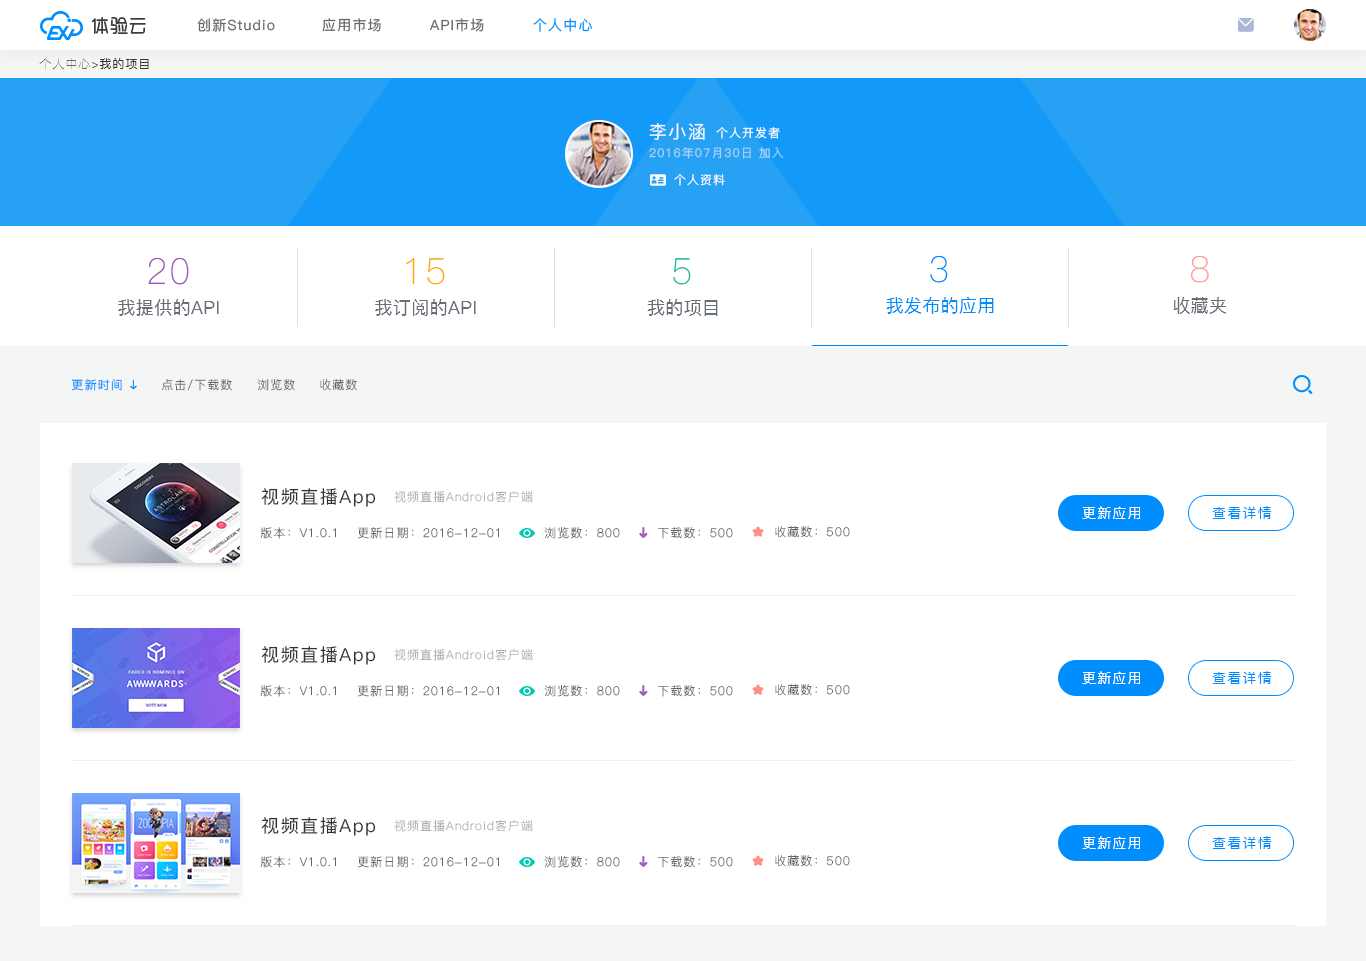 EXP 体验云 创新Studio 应用市场 API市场 个人中心
个人中心>我的项目
李小涵 个人开发者
2016年07月30日 加入
个人资料
20 15 5 3 8
我提供的API 我订阅的API 我的项目 我发布的应用 收藏夹
更新时间 ↓ 点击/下载数 浏览数 收藏数
DISCOVERY
ASTROLAB
视频直播App 视频直播Android客户端
版本：V1.0.1 更新日期：2016-12-01 浏览数：800 下载数：500 收藏数：500
更新应用 查看详情
FABLO IS NOMINEE ON
AWWWARDS
VOTE NOW
视频直播App 视频直播Android客户端
版本：V1.0.1 更新日期：2016-12-01 浏览数：800 下载数：500 收藏数：500
更新应用 查看详情
ZOOTOPIA
视频直播App 视频直播Android客户端
版本：V1.0.1 更新日期：2016-12-01 浏览数：800 下载数：500 收藏数：500
更新应用 查看详情